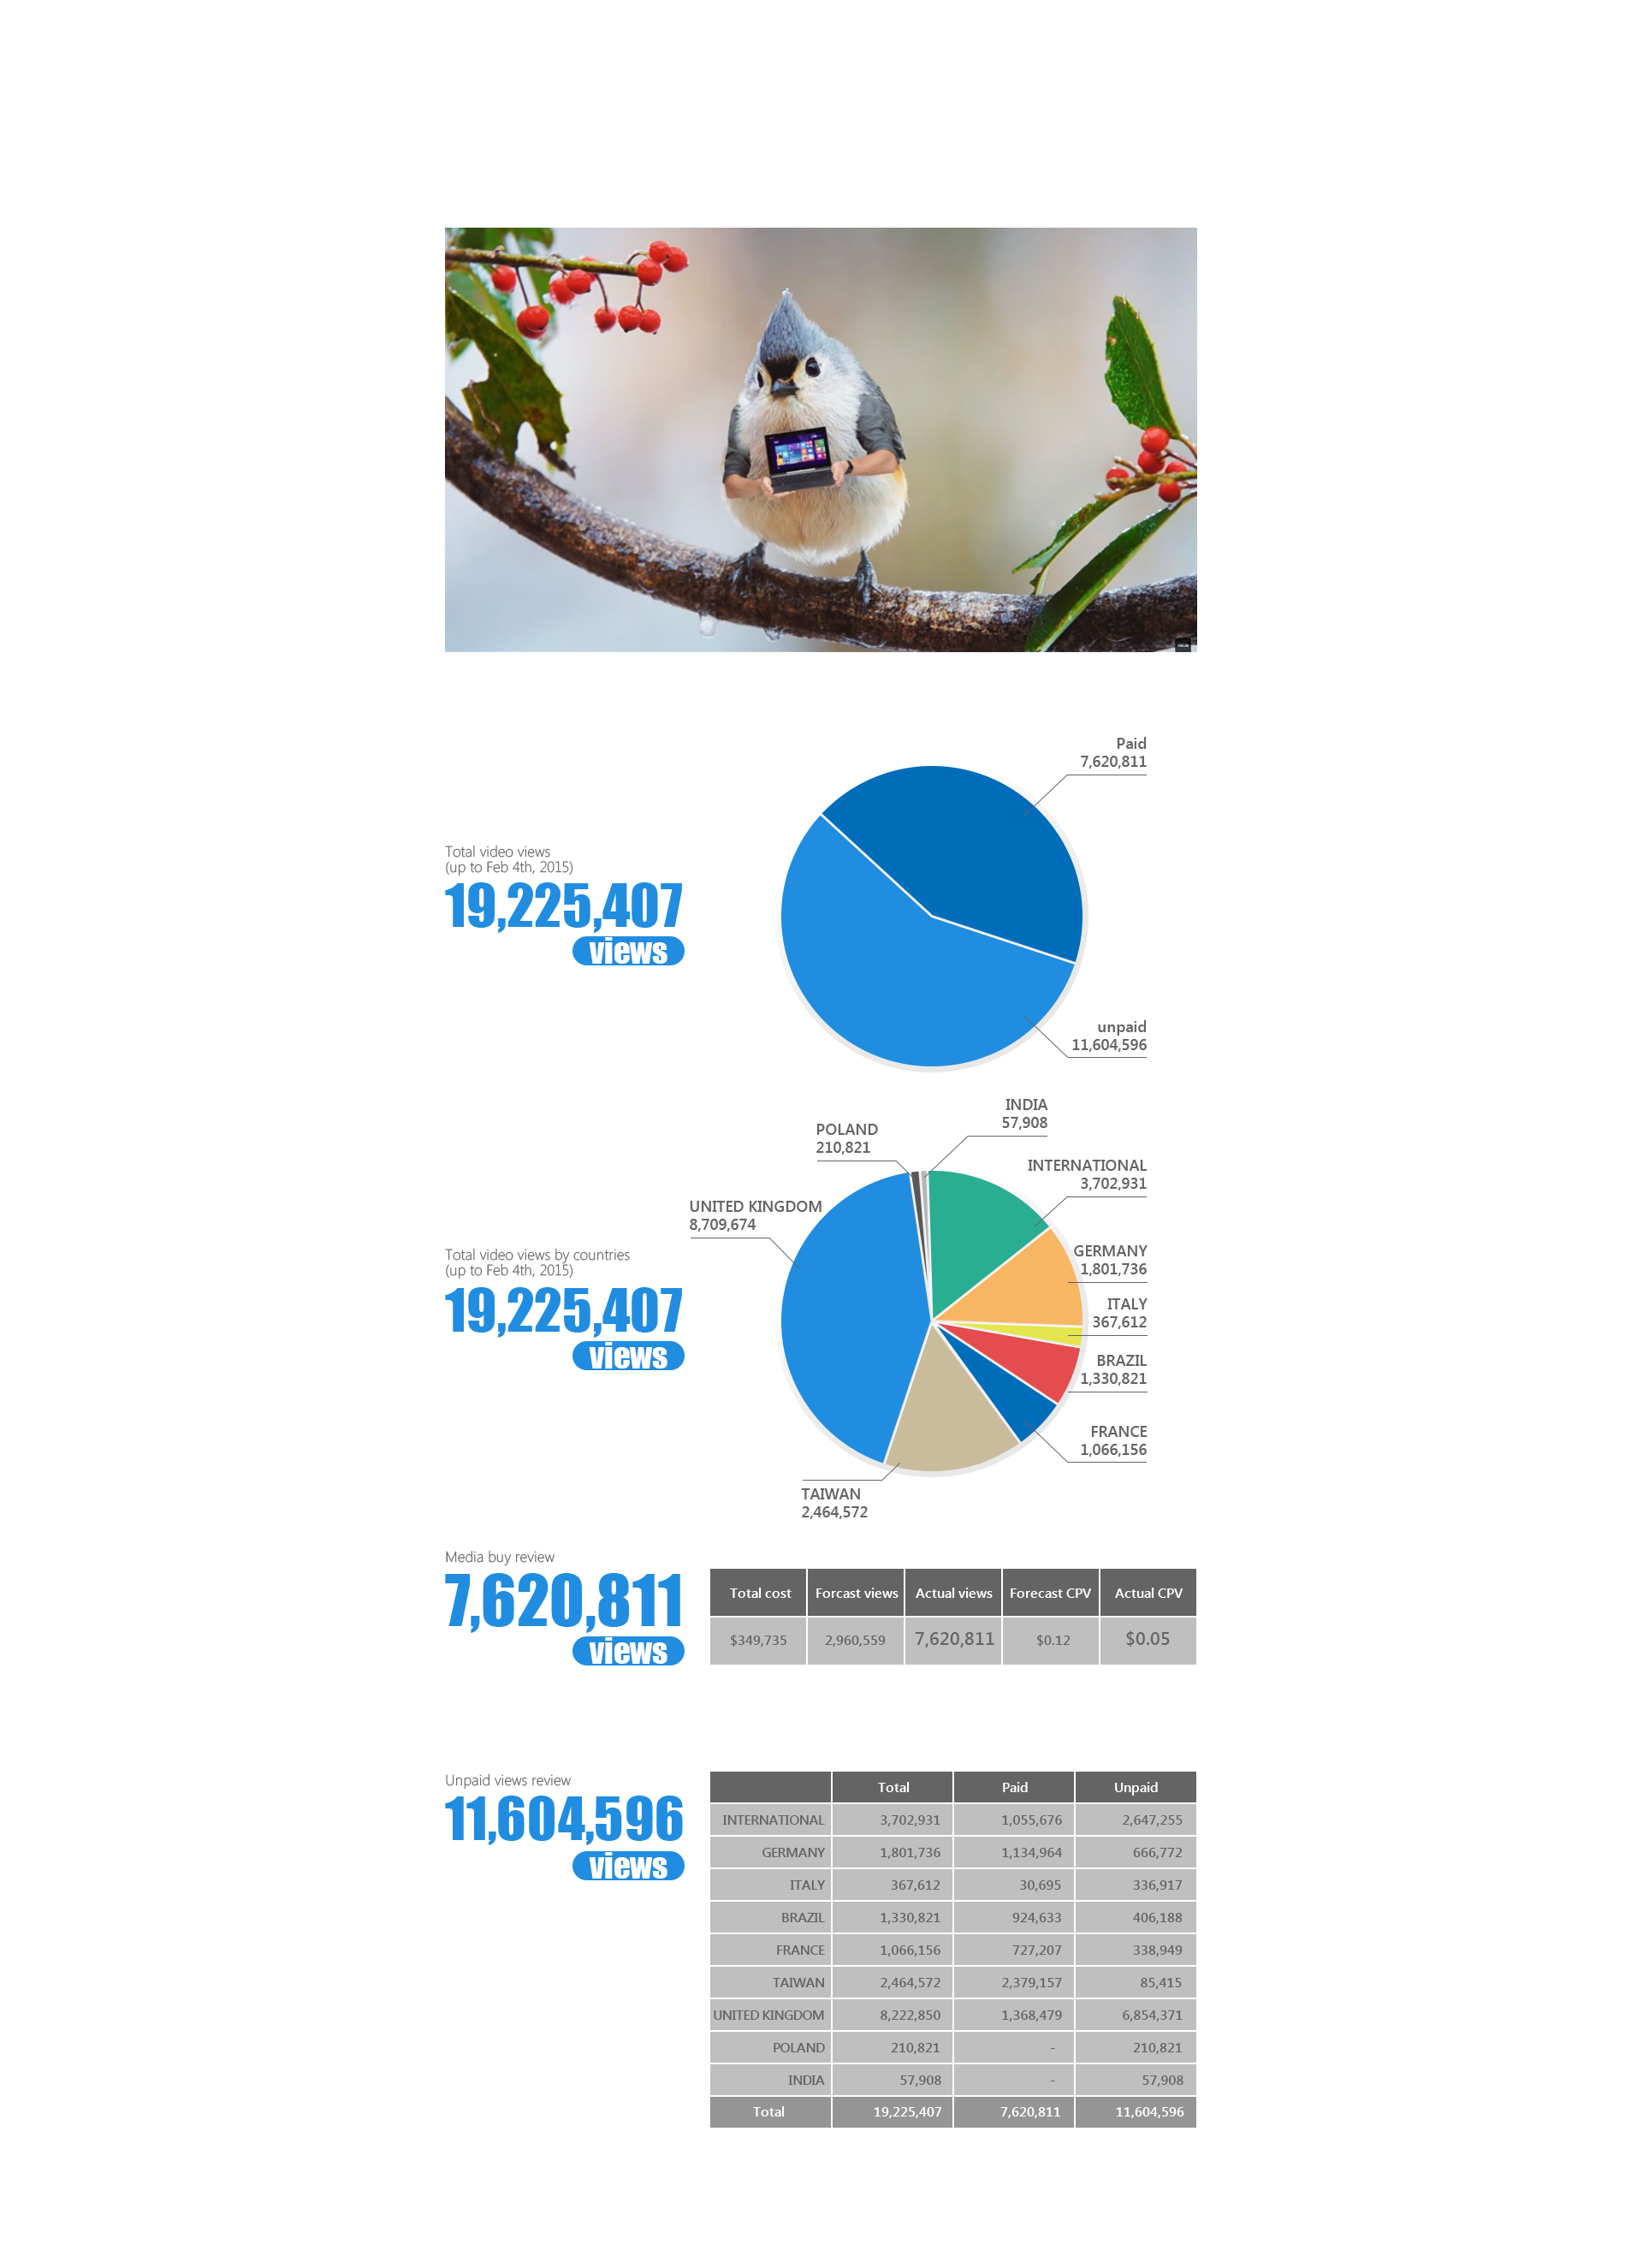 Paid
7,620,811
Total video views
(up to Feb 4th, 2015)
19,225,407
views
unpaid
11,604,596
INDIA
57,908
POLAND
210,821
INTERNATIONAL
3,702,931
UNITED KINGDOM
8,709,674
GERMANY
1,801,736
Total video views by countries
(up to Feb 4th, 2015)
19,225,407
views
ITALY
367,612
BRAZIL
1,330,821
FRANCE
1,066,156
TAIWAN
2,464,572
Media buy review
7,620,811
views
Total cost Forcast views Actual views Forecast CPV Actual CPV
$349,735 2,960,559 7,620,811 $0.12 $0.05
Unpaid views review
11,604,596
views
Total Paid Unpaid
INTERNATIONAL 3,702,931 1,055,676 2,647,255
GERMANY 1,801,736 1,134,964 666,772
ITALY 367,612 30,695 336,917
BRAZIL 1,330,821 924,633 406,188
FRANCE 1,066,156 727,207 338,949
TAIWAN 2,464,572 2,379,157 85,415
UNITED KINGDOM 8,222,850 1,368,479 6,854,371
POLAND 210,821 - 210,821
INDIA 57,908 - 57,908
Total 19,225,407 7,620,811 11,604,596